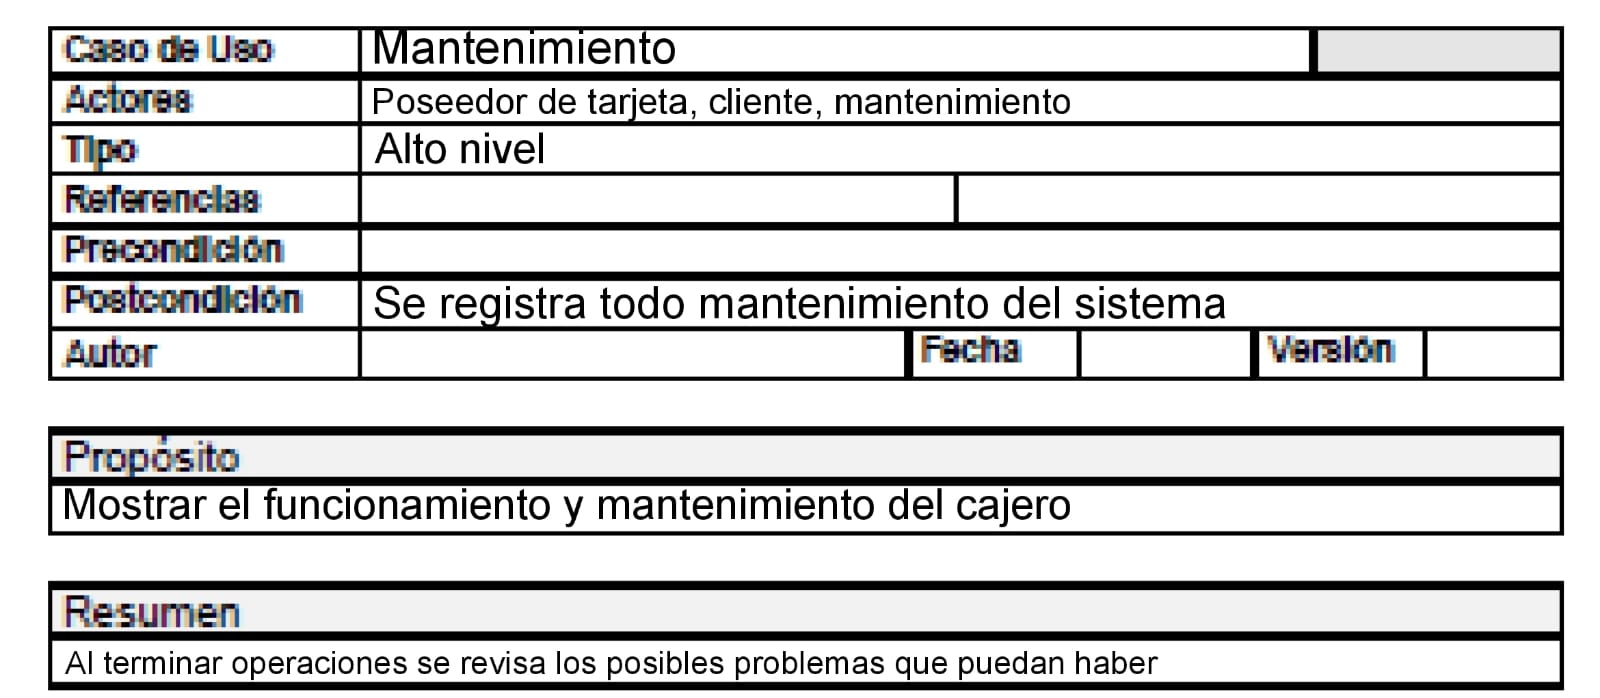 Caso de Uso Mantenimiento
Actores Poseedor de tarjeta, cliente, mantenimiento
Tipo Alto nivel
Referencias
Precondición
Postcondición Se registra todo mantenimiento del sistema
Autor Fecha Versión
Propósito
Mostrar el funcionamiento y mantenimiento del cajero
Resumen
Al terminar operaciones se revisa los posibles problemas que puedan haber